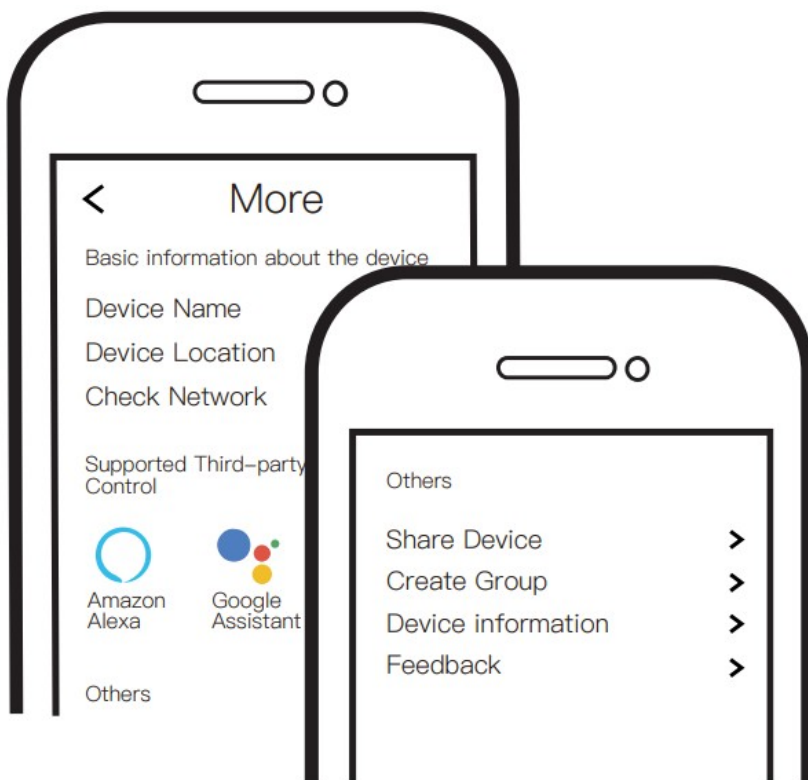 More
Basic information about the device
Device Name
Device Location
Check Network
Supported Third-party
Control
Amazon
Alexa
Google
Assistant
Others
Others
Share Device
Create Group
Device information
Feedback